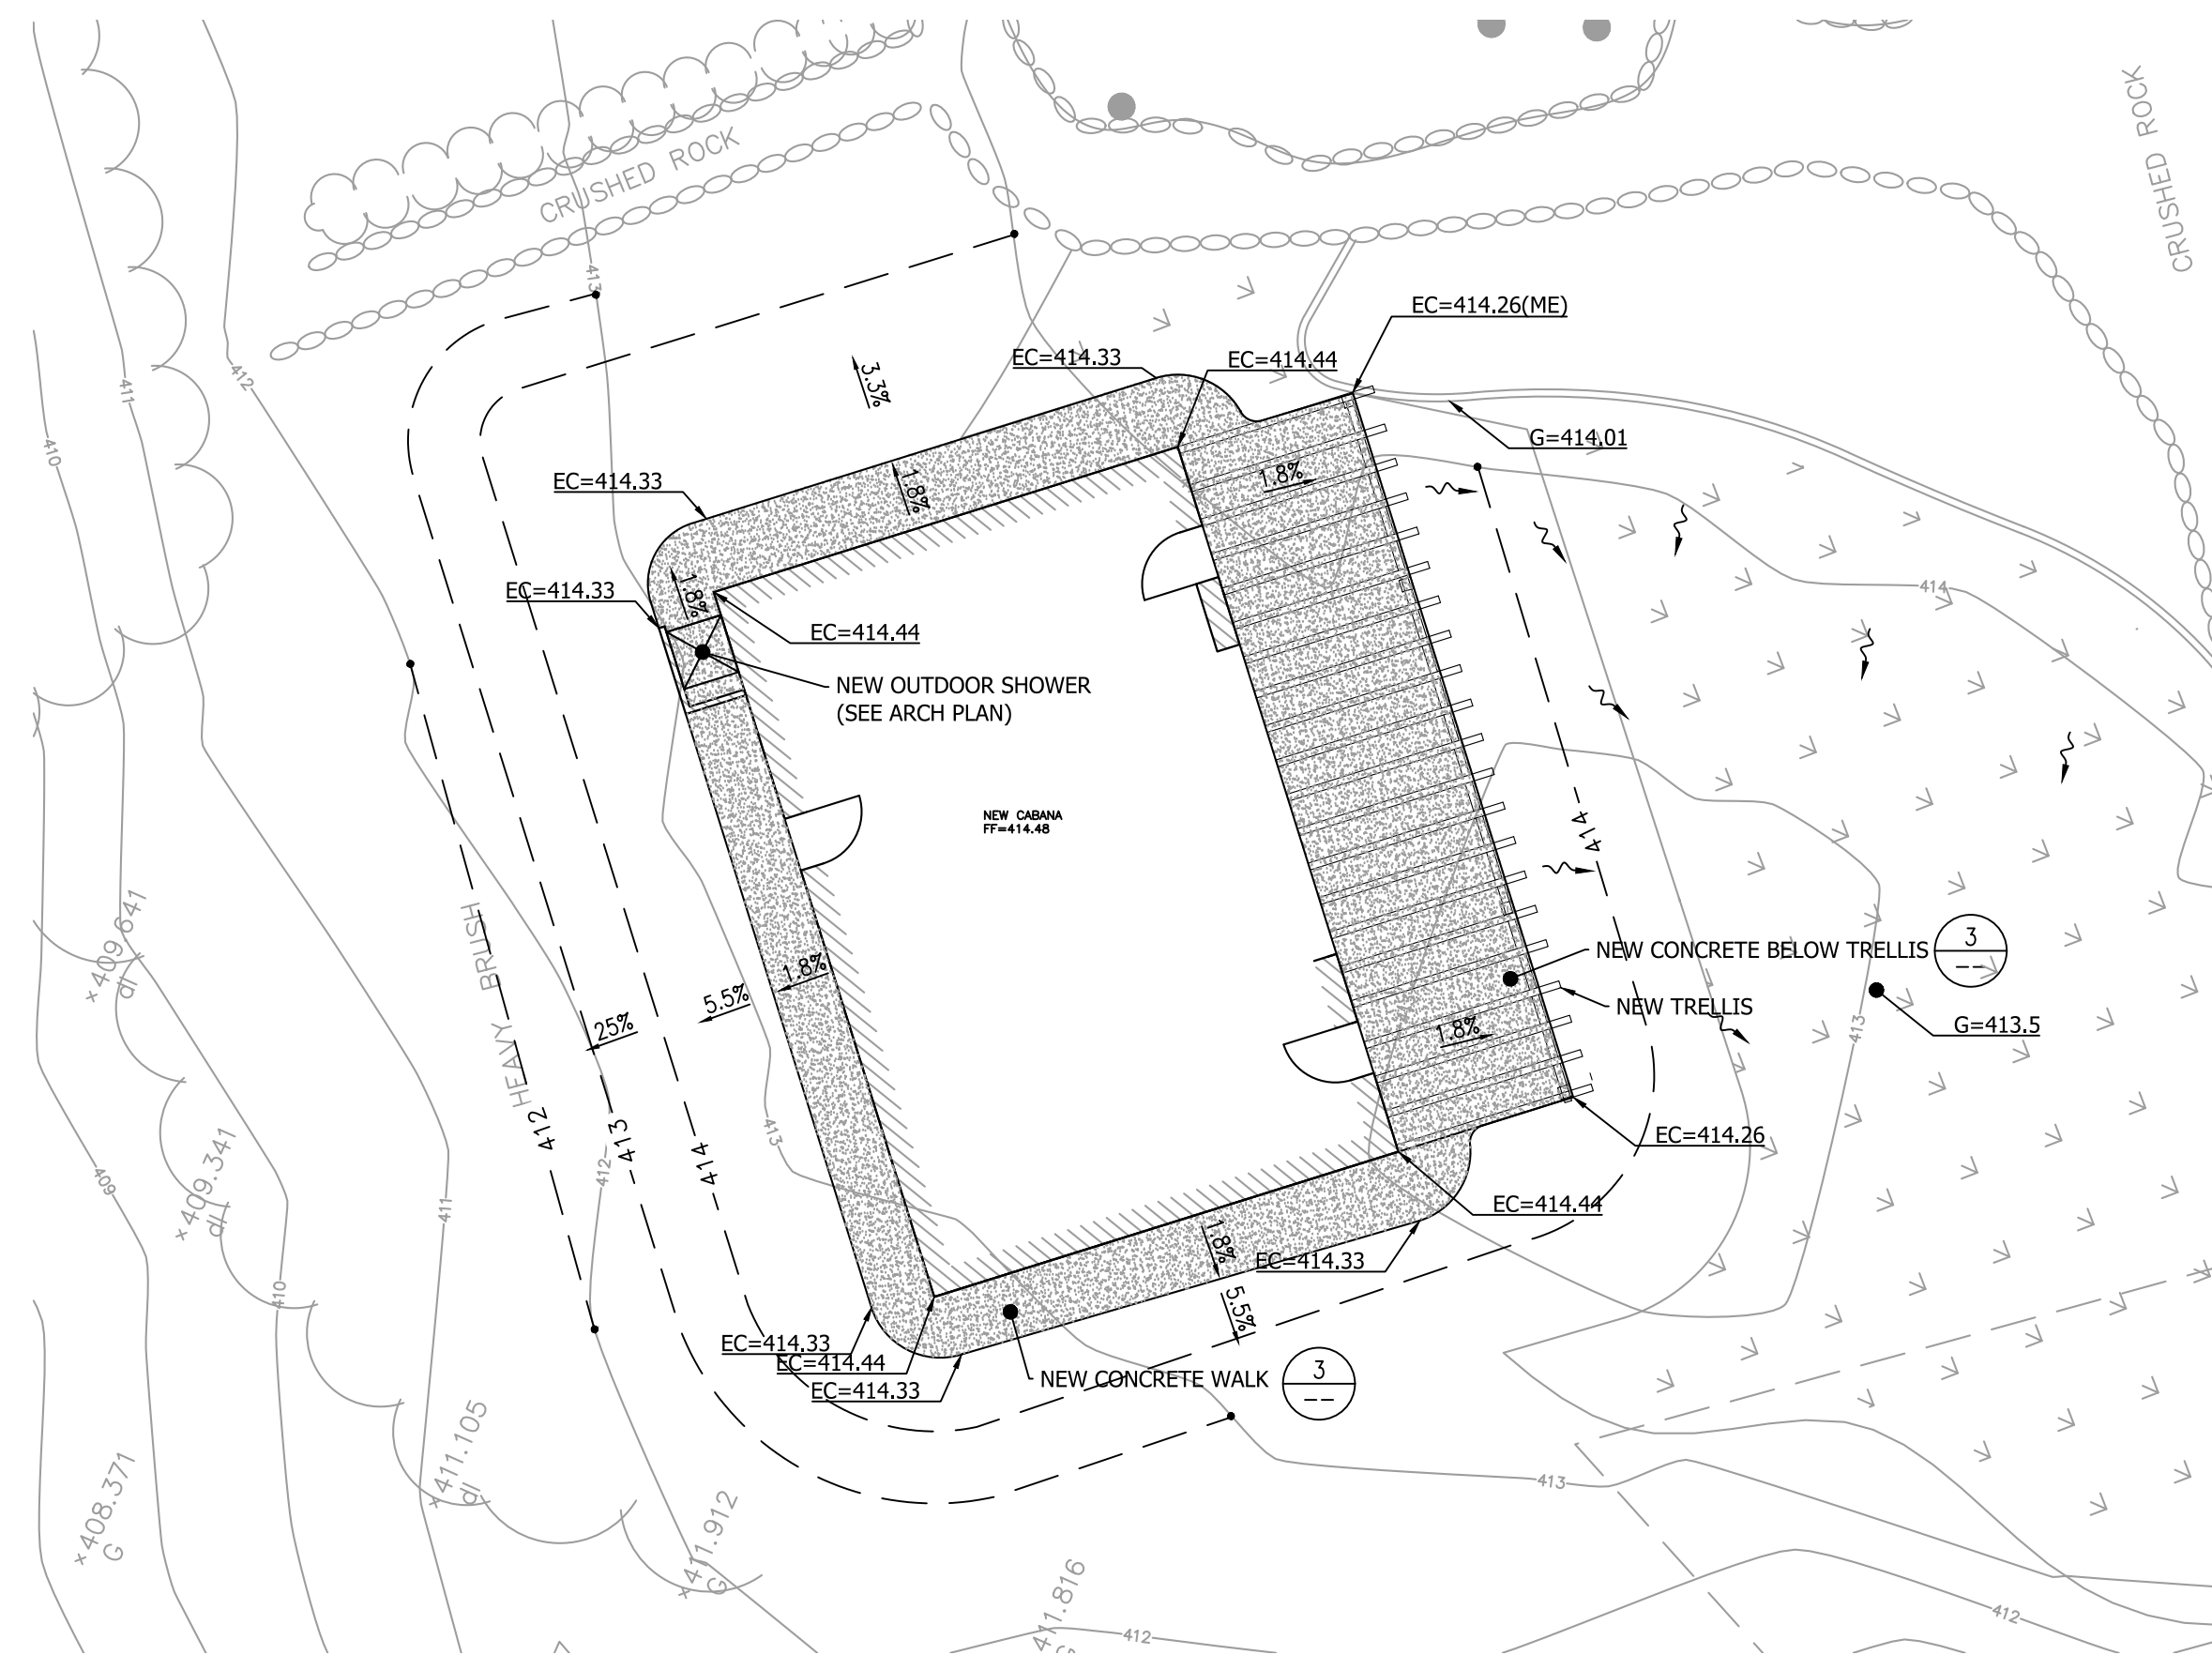 CRUSHED ROCK
CRUSHED ROCK
413
EC=414.26(ME)
EC=414.33
EC=414.44
3.3%
412
411
410
G=414.01
EC=414.33
1.8%
1.8%
EC=414.33
1.8%
414
EC=414.44
NEW OUTDOOR SHOWER
(SEE ARCH PLAN)
NEW CABANA
FF=414.48
414
HEAVY BRUSH
×409.641
dl
NEW CONCRETE BELOW TRELLIS
3
--
1.8%
5.5%
NEW TRELLIS
25%
G=413.5
413
1.8%
412
413
414
413
EC=414.26
412
409
×409.341
dl
411
EC=414.44
1.8%
EC=414.33
410
5.5%
EC=414.33
EC=414.44
EC=414.33
NEW CONCRETE WALK
3
--
×411.105
dl
413
×408.371
G
×411.912
G
411.816
412
412